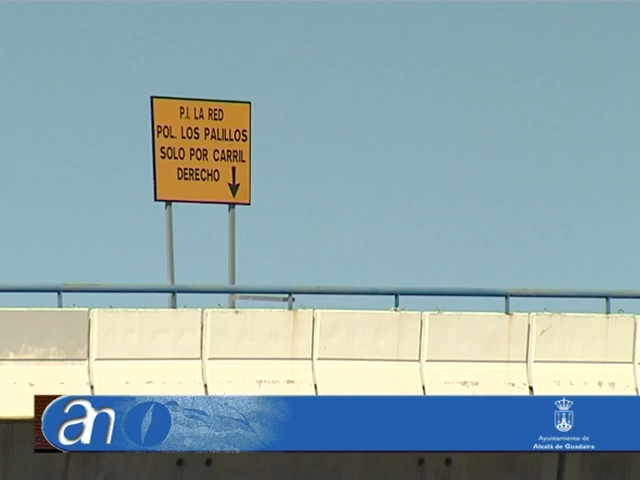 P.I. LA RED
POL. LOS PALILLOS
SOLO POR CARRIL
DERECHO
an
Ayuntamiento de
Alcalá de Guadaíra